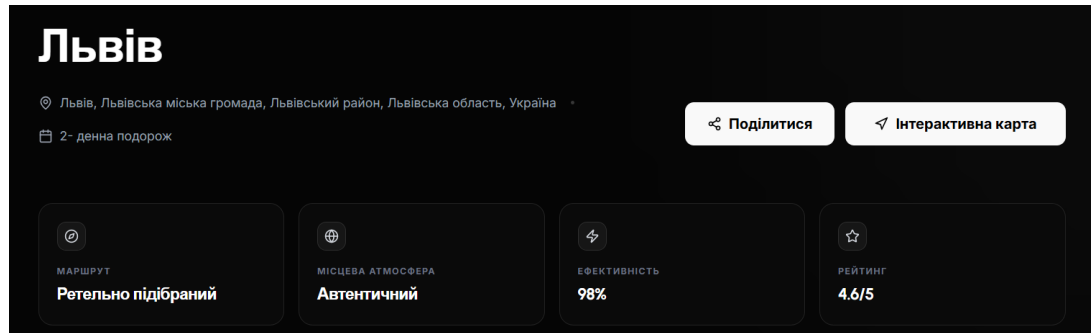 Львів
Львів, Львівська міська громада, Львівський район, Львівська область, Україна
2- денна подорож
Поділитися
Інтерактивна карта
МАРШРУТ
Ретельно підібраний
МІСЦЕВА АТМОСФЕРА
Автентичний
ЕФЕКТИВНІСТЬ
98%
РЕЙТИНГ
4.6/5